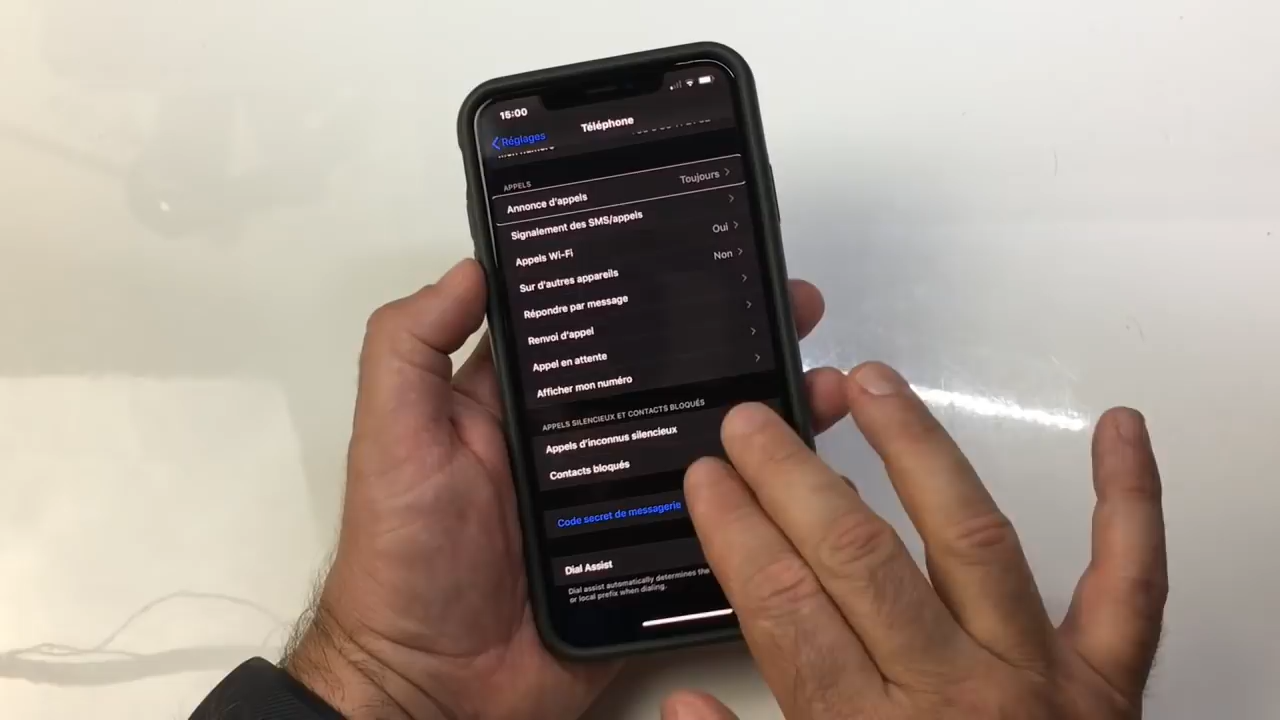 15:00
Téléphone
Réglages
Mon numéro
APPELS
Annonce d'appels Toujours
Signalement des SMS/appels
Appels Wi-Fi Oui
Sur d'autres appareils Non
Répondre par message
Renvoi d'appel
Appel en attente
Afficher mon numéro
APPELS SILENCIEUX ET CONTACTS BLOQUÉS
Appels d'inconnus silencieux
Contacts bloqués
Code secret de messagerie
Dial Assist
Dial assist automatically determines the
or local prefix when dialing.